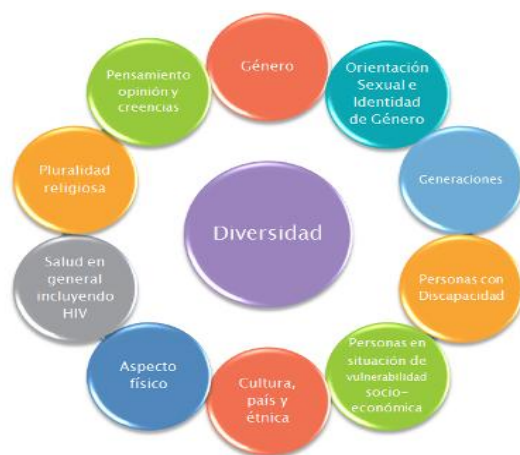 Género
Orientación
Sexual e
Identidad
de Género
Generaciones
Personas con
Discapacidad
Personas en
situación de
vulnerabilidad
socio-
económica
Cultura,
país y
étnica
Aspecto
físico
Salud en
general
incluyendo
HIV
Pluralidad
religiosa
Pensamiento
opinión y
creencias
Diversidad